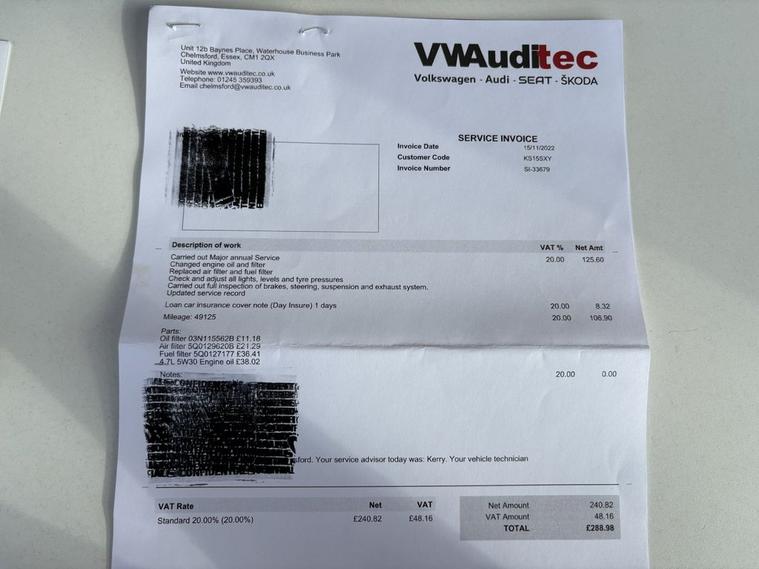 Unit 12b Baynes Place, Waterhouse Business Park
Chelmsford, Essex, CM1 2QX
United Kingdom
Website www.vwauditec.co.uk
Telephone: 01245 359393
Email chelmsford@vwauditec.co.uk
VWAuditec
Volkswagen · Audi · SEAT · ŠKODA
SERVICE INVOICE
Invoice Date 15/11/2022
Customer Code KS15SXY
Invoice Number SI-33679
Description of work VAT % Net Amt
Carried out Major annual Service 20.00 125.60
Changed engine oil and filter
Replaced air filter and fuel filter
Check and adjust all lights, levels and tyre pressures
Carried out full inspection of brakes, steering, suspension and exhaust system.
Updated service record
Loan car insurance cover note (Day Insure) 1 days 20.00 8.32
Mileage: 49125 20.00 106.90
Parts:
Oil filter 03N115562B £11.18
Air filter 5Q0129620B £21.29
Fuel filter 5Q0127177 £36.41
4.7L 5W30 Engine oil £38.02
Notes: 20.00 0.00
sford. Your service advisor today was: Kerry. Your vehicle technician
VAT Rate Net VAT
Standard 20.00% (20.00%) £240.82 £48.16
Net Amount 240.82
VAT Amount 48.16
TOTAL £288.98